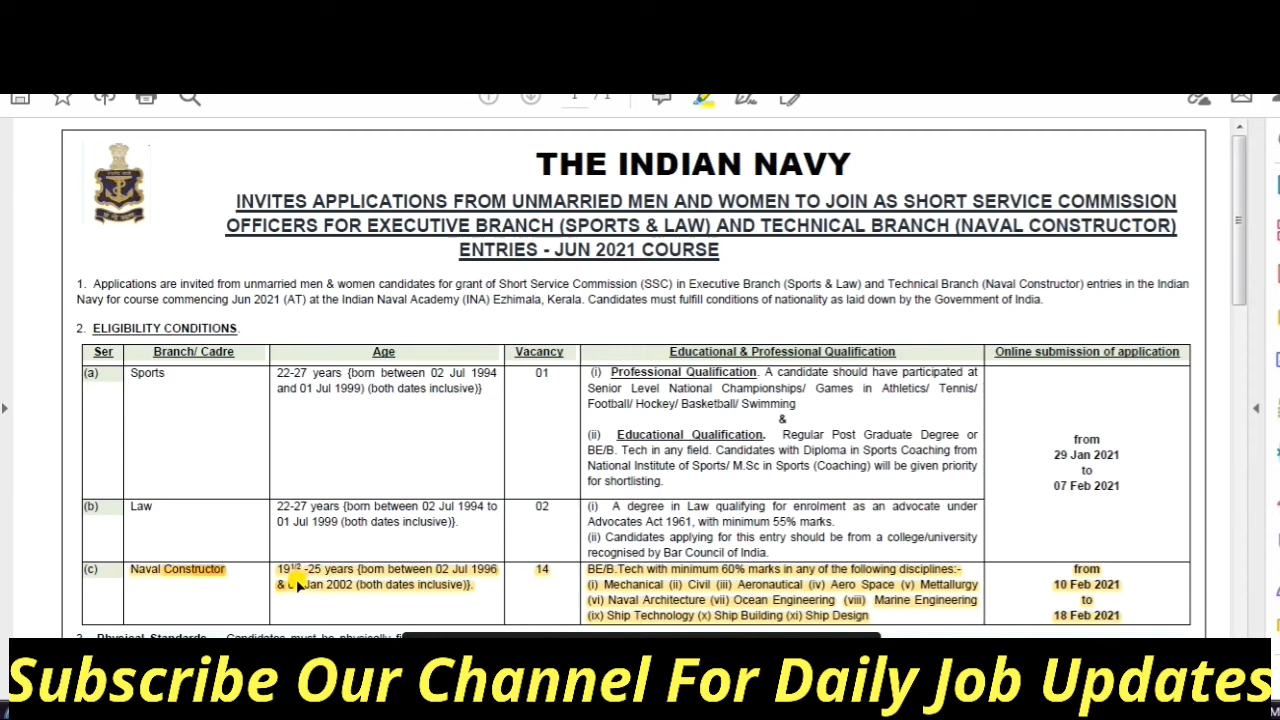 THE INDIAN NAVY
INVITES APPLICATIONS FROM UNMARRIED MEN AND WOMEN TO JOIN AS SHORT SERVICE COMMISSION
OFFICERS FOR EXECUTIVE BRANCH (SPORTS & LAW) AND TECHNICAL BRANCH (NAVAL CONSTRUCTOR)
ENTRIES - JUN 2021 COURSE
1. Applications are invited from unmarried men & women candidates for grant of Short Service Commission (SSC) in Executive Branch (Sports & Law) and Technical Branch (Naval Constructor) entries in the Indian
Navy for course commencing Jun 2021 (AT) at the Indian Naval Academy (INA) Ezhimala, Kerala. Candidates must fulfill conditions of nationality as laid down by the Government of India.
2. ELIGIBILITY CONDITIONS.
Ser Branch/ Cadre Age Vacancy Educational & Professional Qualification Online submission of application
(a) Sports
22-27 years {born between 02 Jul 1994
and 01 Jul 1999) (both dates inclusive)}
01
(i) Professional Qualification. A candidate should have participated at
Senior Level National Championships/ Games in Athletics/ Tennis/
Football/ Hockey/ Basketball/ Swimming
&
(ii) Educational Qualification. Regular Post Graduate Degree or
BE/B. Tech in any field. Candidates with Diploma in Sports Coaching from
National Institute of Sports/ M.Sc in Sports (Coaching) will be given priority
for shortlisting.
from
29 Jan 2021
to
07 Feb 2021
(b) Law
22-27 years {born between 02 Jul 1994 to
01 Jul 1999 (both dates inclusive)}.
02
(i) A degree in Law qualifying for enrolment as an advocate under
Advocates Act 1961, with minimum 55% marks.
(ii) Candidates applying for this entry should be from a college/university
recognised by Bar Council of India.
(c) Naval Constructor
19 1/2 -25 years {born between 02 Jul 1996
& Jan 2002 (both dates inclusive)}.
14
BE/B.Tech with minimum 60% marks in any of the following disciplines:-
(i) Mechanical (ii) Civil (iii) Aeronautical (iv) Aero Space (v) Mettallurgy
(vi) Naval Architecture (vii) Ocean Engineering (viii) Marine Engineering
(ix) Ship Technology (x) Ship Building (xi) Ship Design
from
10 Feb 2021
to
18 Feb 2021
Physical Standards. Candidates must be physically
Subscribe Our Channel For Daily Job Updates